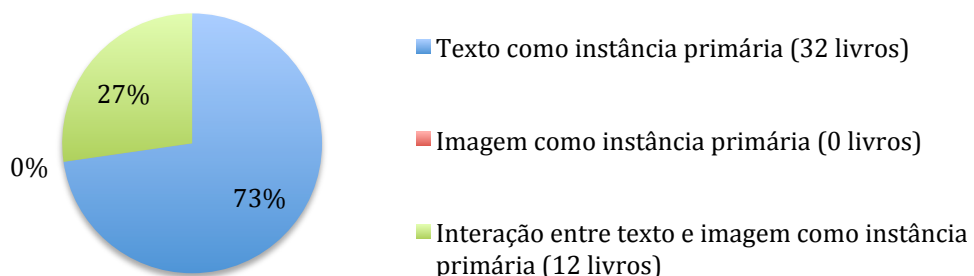 Texto como instância primária (32 livros)
27%
Imagem como instância primária (0 livros)
0%
73%
Interação entre texto e imagem como instância
primária (12 livros)